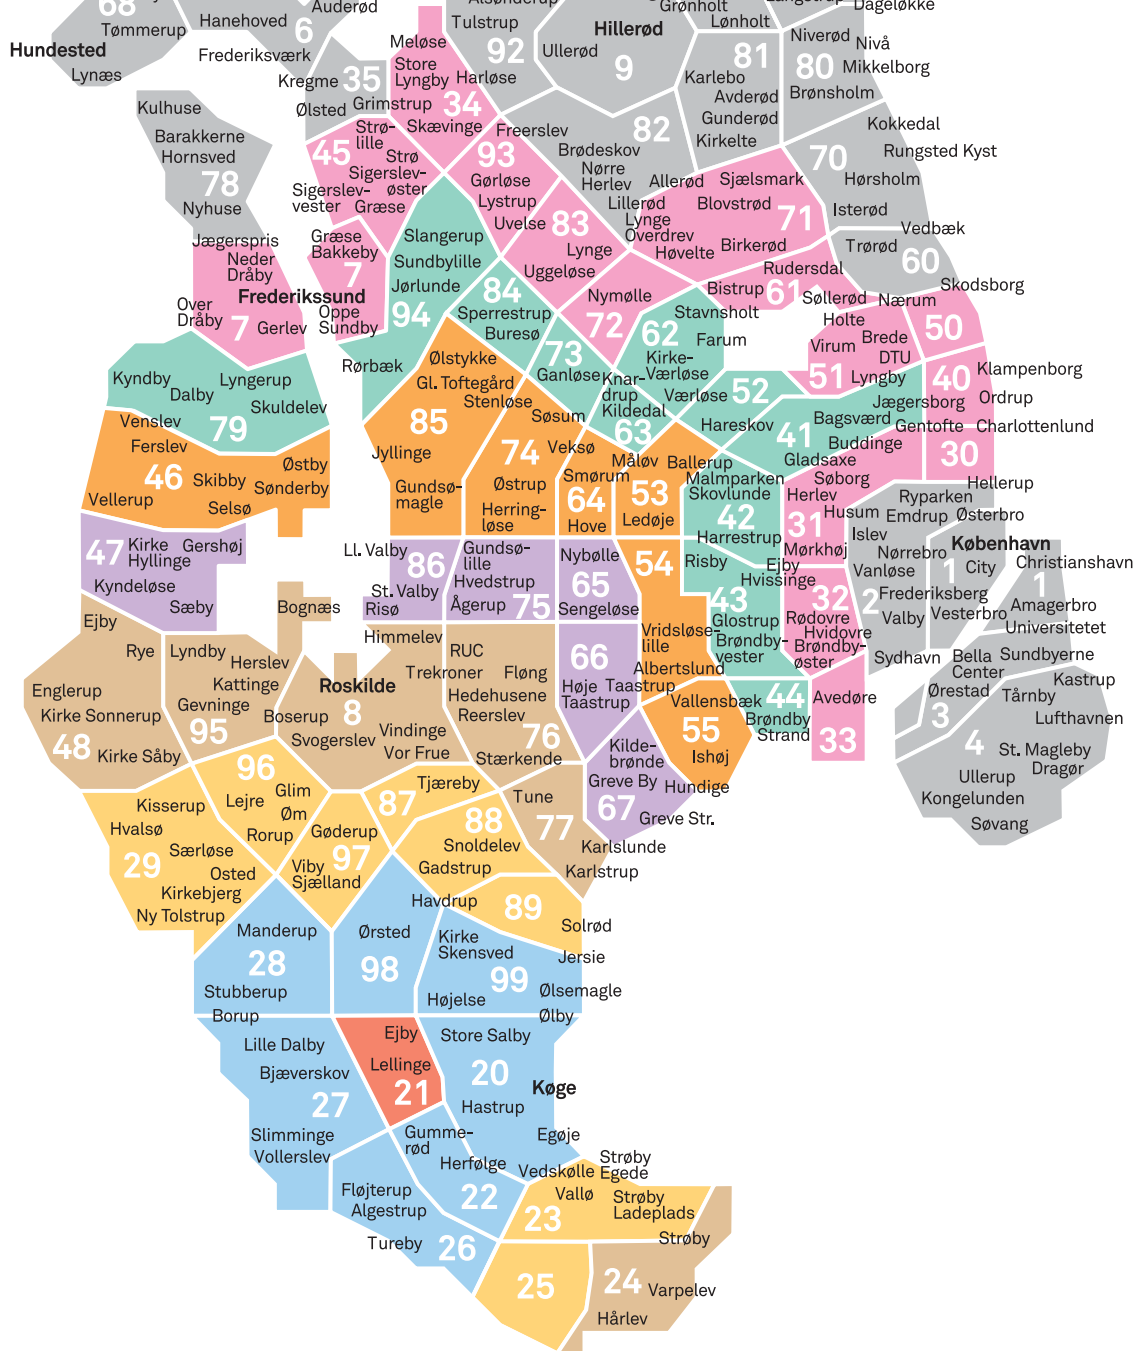 68
Tømmerup
Hundested
Lynæs
Hanehoved
Auderød
6
Frederiksværk
Kregme
35
Ølsted
Grimstrup
Meløse
Store
Lyngby
34
Skævinge
Tulstrup
92
Harløse
Grønholt
Hillerød
Ullerød
9
Lønholt
81
Karlebo
Avderød
Gunderød
Kirkelte
Dageløkke
Niverød
Nivå
80
Mikkelborg
Brønsholm
Kokkedal
Rungsted Kyst
70
Hørsholm
Isterød
Vedbæk
Trørød
60
Skodsborg
Kulhuse
Barakkerne
Hornsved
78
Nyhuse
Jægerspris
Neder
Dråby
Frederikssund
Over
Dråby
7
Gerlev
Strø-
lille
45
Strø
Sigerslev-
øster
Sigerslev-
vester
Græse
Græse
Bakkeby
7
Oppe
Sundby
Freerslev
93
Gørløse
Lystrup
Uvelse
82
Brødeskov
Nørre
Herlev
Allerød
Lillerød
Lynge
Overdrev
Høvelte
83
Lynge
Uggeløse
Sjælsmark
Blovstrød
71
Birkerød
Rudersdal
Bistrup
61
Søllerød
Nærum
50
Slangerup
Sundbylille
Jørlunde
94
Rørbæk
84
Sperrestrup
Buresø
Nymølle
72
62
Stavnsholt
Farum
Kirke-
Værløse
73
Ganløse
Knar-
drup
Kildedal
63
Værløse
52
Hareskov
Holte
Virum
Brede
DTU
51
Lyngby
40
Klampenborg
Ordrup
Jægersborg
Gentofte
Charlottenlund
30
Hellerup
Bagsværd
41
Buddinge
Gladsaxe
Kyndby
Dalby
Lyngerup
Skuldelev
79
Venslev
Ferslev
46
Skibby
Østby
Sønderby
Vellerup
Selsø
Ølstykke
Gl. Toftegård
Stenløse
85
Jyllinge
Gundsø-
magle
Søsum
74
Veksø
Østrup
Herring-
løse
Smørum
64
Hove
Måløv
Ballerup
53
Ledøje
Malmparken
Skovlunde
42
Harrestrup
Søborg
Herlev
Husum
31
Mørkhøj
Islev
Ryparken
Emdrup
Østerbro
Nørrebro
København
1
City
Christianshavn
1
Vanløse
2
Frederiksberg
Valby
Vesterbro
Amagerbro
Universitetet
Sydhavn
Bella
Center
Sundbyerne
Ørestad
3
Tårnby
Kastrup
4
Lufthavnen
St. Magleby
Dragør
Ullerup
Kongelunden
Søvang
47
Kirke
Hyllinge
Gershøj
Kyndeløse
Sæby
Ll. Valby
86
St. Valby
Risø
Gundsø-
lille
Hvedstrup
Ågerup
75
Nybølle
65
Sengeløse
54
Risby
Ejby
Hvissinge
43
Glostrup
Brøndby-
vester
32
Rødovre
Hvidovre
Brøndby-
øster
Vridsløse-
lille
Albertslund
66
Høje
Taastrup
Taastrup
Vallensbæk
44
Brøndby
Strand
Avedøre
33
55
Ishøj
Hundige
Ejby
Rye
Englerup
Kirke Sonnerup
48
Kirke Såby
Lyndby
Herslev
Kattinge
Gevninge
95
Bognæs
Himmelev
Roskilde
8
Boserup
Svogerslev
Vindinge
Vor Frue
RUC
Trekroner
Fløng
Hedehusene
Reerslev
76
Stærkende
Kilde-
brønde
Greve By
67
Greve Str.
Tune
77
Karlslunde
Karlstrup
96
Lejre
Glim
Øm
Rorup
Kisserup
Hvalsø
29
Særløse
Osted
Kirkebjerg
Ny Tolstrup
87
Tjæreby
Gøderup
97
Viby
Sjælland
88
Snoldelev
Gadstrup
Havdrup
89
Solrød
Jersie
Manderup
28
Stubberup
Borup
Ørsted
98
Kirke
Skensved
99
Højelse
Ølsemagle
Ølby
Lille Dalby
Bjæverskov
27
Slimminge
Vollerslev
Ejby
Lellinge
21
Store Salby
20
Køge
Hastrup
Egøje
Gumme-
rød
Herfølge
22
Fløjterup
Algestrup
Tureby
26
Vedskølle
Strøby
Egede
Vallø
23
Strøby
Ladeplads
Strøby
25
24
Varpelev
Hårlev